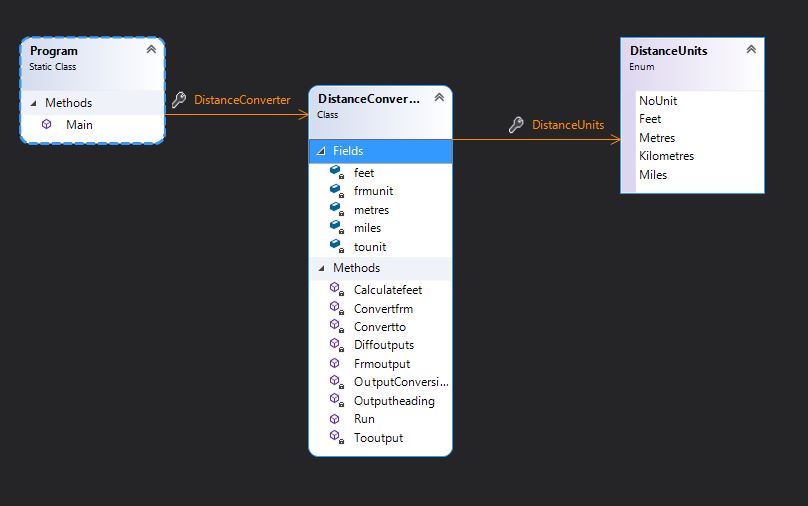 Program
Static Class
Methods
Main
DistanceConverter
DistanceConver...
Class
Fields
feet
frmunit
metres
miles
tounit
Methods
Calculatefeet
Convertfrm
Convertto
Diffoutputs
Frmoutput
OutputConversi...
Outputheading
Run
Tooutput
DistanceUnits
DistanceUnits
Enum
NoUnit
Feet
Metres
Kilometres
Miles